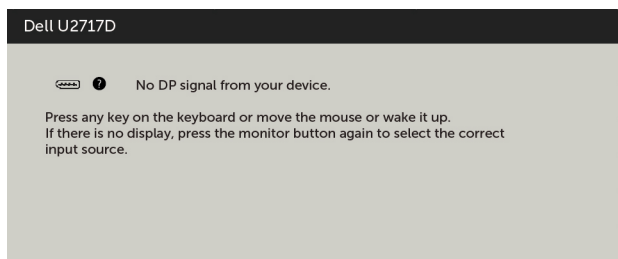 Dell U2717D
No DP signal from your device.
Press any key on the keyboard or move the mouse or wake it up.
If there is no display, press the monitor button again to select the correct
input source.